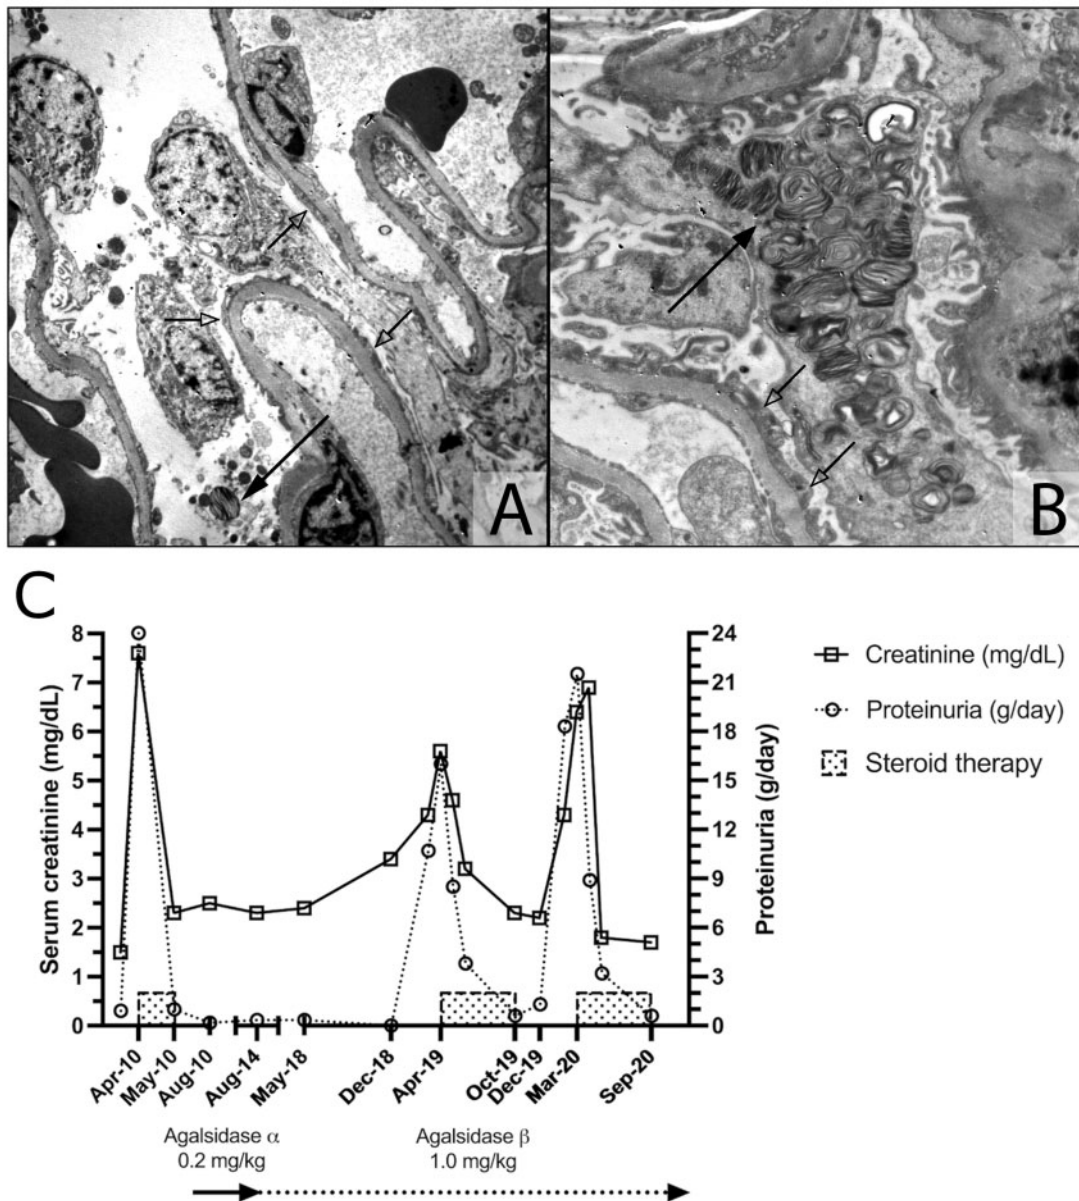 A
B
C
8
7
6
5
4
3
2
1
0
Serum creatinine (mg/dL)
24
21
18
15
12
9
6
3
0
Proteinuria (g/day)
Creatinine (mg/dL)
Proteinuria (g/day)
Steroid therapy
Apr-10
May-10
Aug-10
Aug-14
May-18
Dec-18
Apr-19
Oct-19
Dec-19
Mar-20
Sep-20
Agalsidase α
0.2 mg/kg
Agalsidase β
1.0 mg/kg